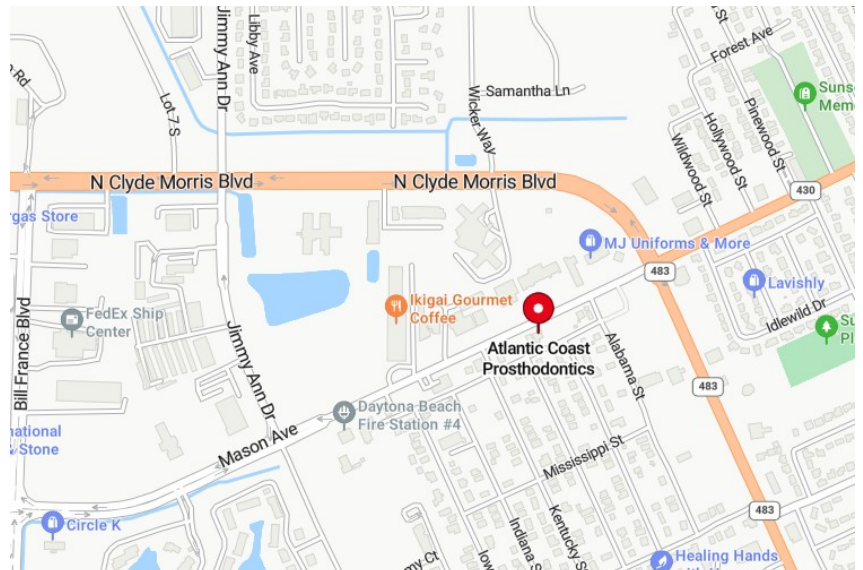 Forest Ave
Libby Ave
Jimmy Ann Dr
Rd
Lot 7 S
Samantha Ln
Wicker Way
Pinewood St
Hollywood St
Wildwood St
N Clyde Morris Blvd
N Clyde Morris Blvd
430
MJ Uniforms & More
483
Lavishly
Idlewild Dr
FedEx Ship
Center
Ikigai Gourmet
Coffee
Bill France Blvd
Jimmy Ann Dr
Atlantic Coast
Prosthodontics
Alabama St
483
Daytona Beach
Fire Station #4
Mason Ave
Mississippi St
& Stone
Circle K
483
Indiana St
Kentucky St
Ct
Healing Hands
Store